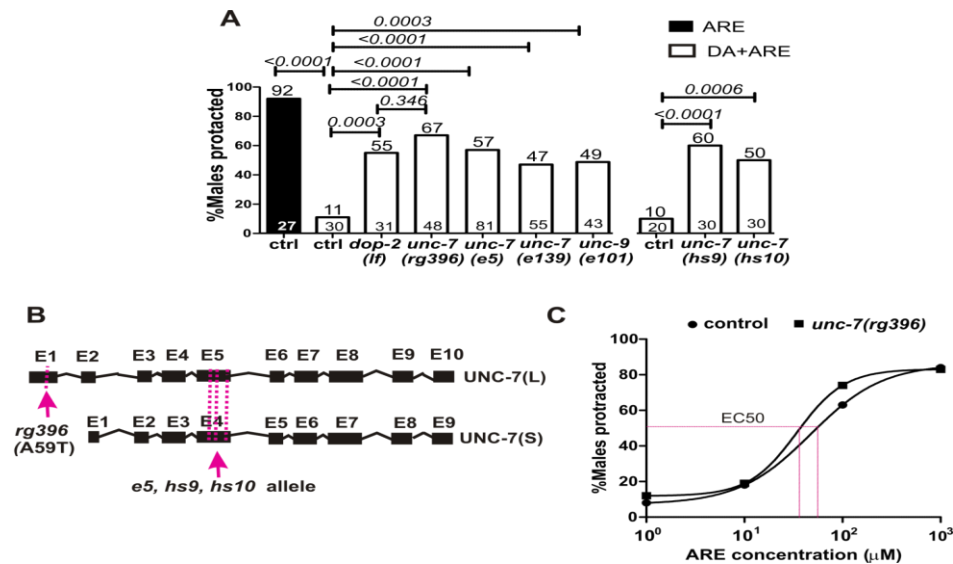 A
ARE
DA+ARE
0.0003
<0.0001
<0.0001 <0.0001
<0.0001
0.346
0.0003
0.0006
<0.0001
%Males protacted
100
80
60
40
20
0
92 11 55 67 57 47 49 10 60 50
27 30 31 48 81 55 43 20 30 30
ctrl ctrl dop-2 unc-7 unc-7 unc-7 unc-9 ctrl unc-7 unc-7
(lf) (rg396) (e5) (e139) (e101) (hs9) (hs10)
B
E1 E2 E3 E4 E5 E6 E7 E8 E9 E10
UNC-7(L)
E1 E2 E3 E4 E5 E6 E7 E8 E9
UNC-7(S)
rg396
(A59T)
e5, hs9, hs10 allele
C
control unc-7(rg396)
%Males protracted
100
80
60
40
20
0
EC50
10⁰ 10¹ 10² 10³
ARE concentration (μM)